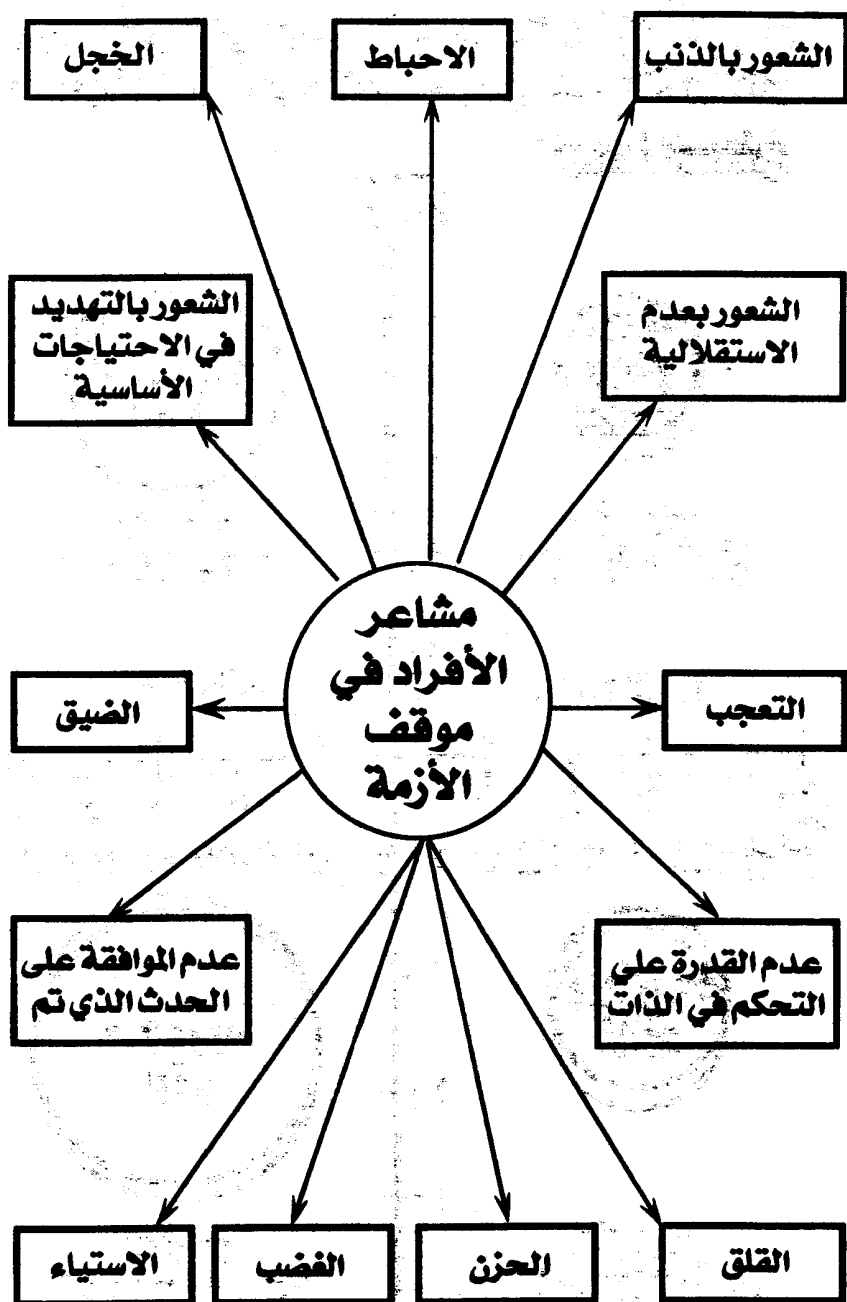 الشعور بالذنب
الاحباط
الخجل
الشعور بعدم
الاستقلالية
الشعور بالتهديد
في الاحتياجات
الأساسية
مشاعر
الأفراد في
موقف
الأزمة
التعجب
الضيق
عدم القدرة علي
التحكم في الذات
عدم الموافقة على
الحدث الذي تم
القلق
الحزن
الغضب
الاستياء